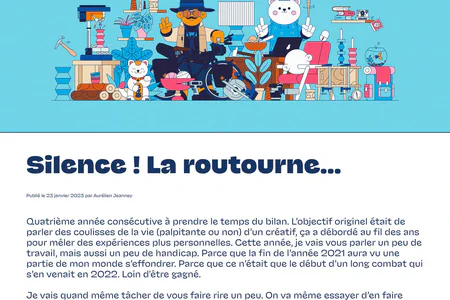 Silence ! La routourne...
Publié le 23 janvier 2023 par Aurélien Jeanney
Quatrième année consécutive à prendre le temps du bilan. L'objectif originel était de
parler des coulisses de la vie (palpitante ou non) d'un créatif, ça a débordé au fil des ans
pour mêler des expériences plus personnelles. Cette année, je vais vous parler un peu de
travail, mais aussi un peu de handicap. Parce que la fin de l'année 2021 aura vu une
partie de mon monde s'effondrer. Parce que ce n'était que le début d'un long combat qui
s'en venait en 2022. Loin d'être gagné.
Je vais quand même tâcher de vous faire rire un peu. On va même essayer d'en faire